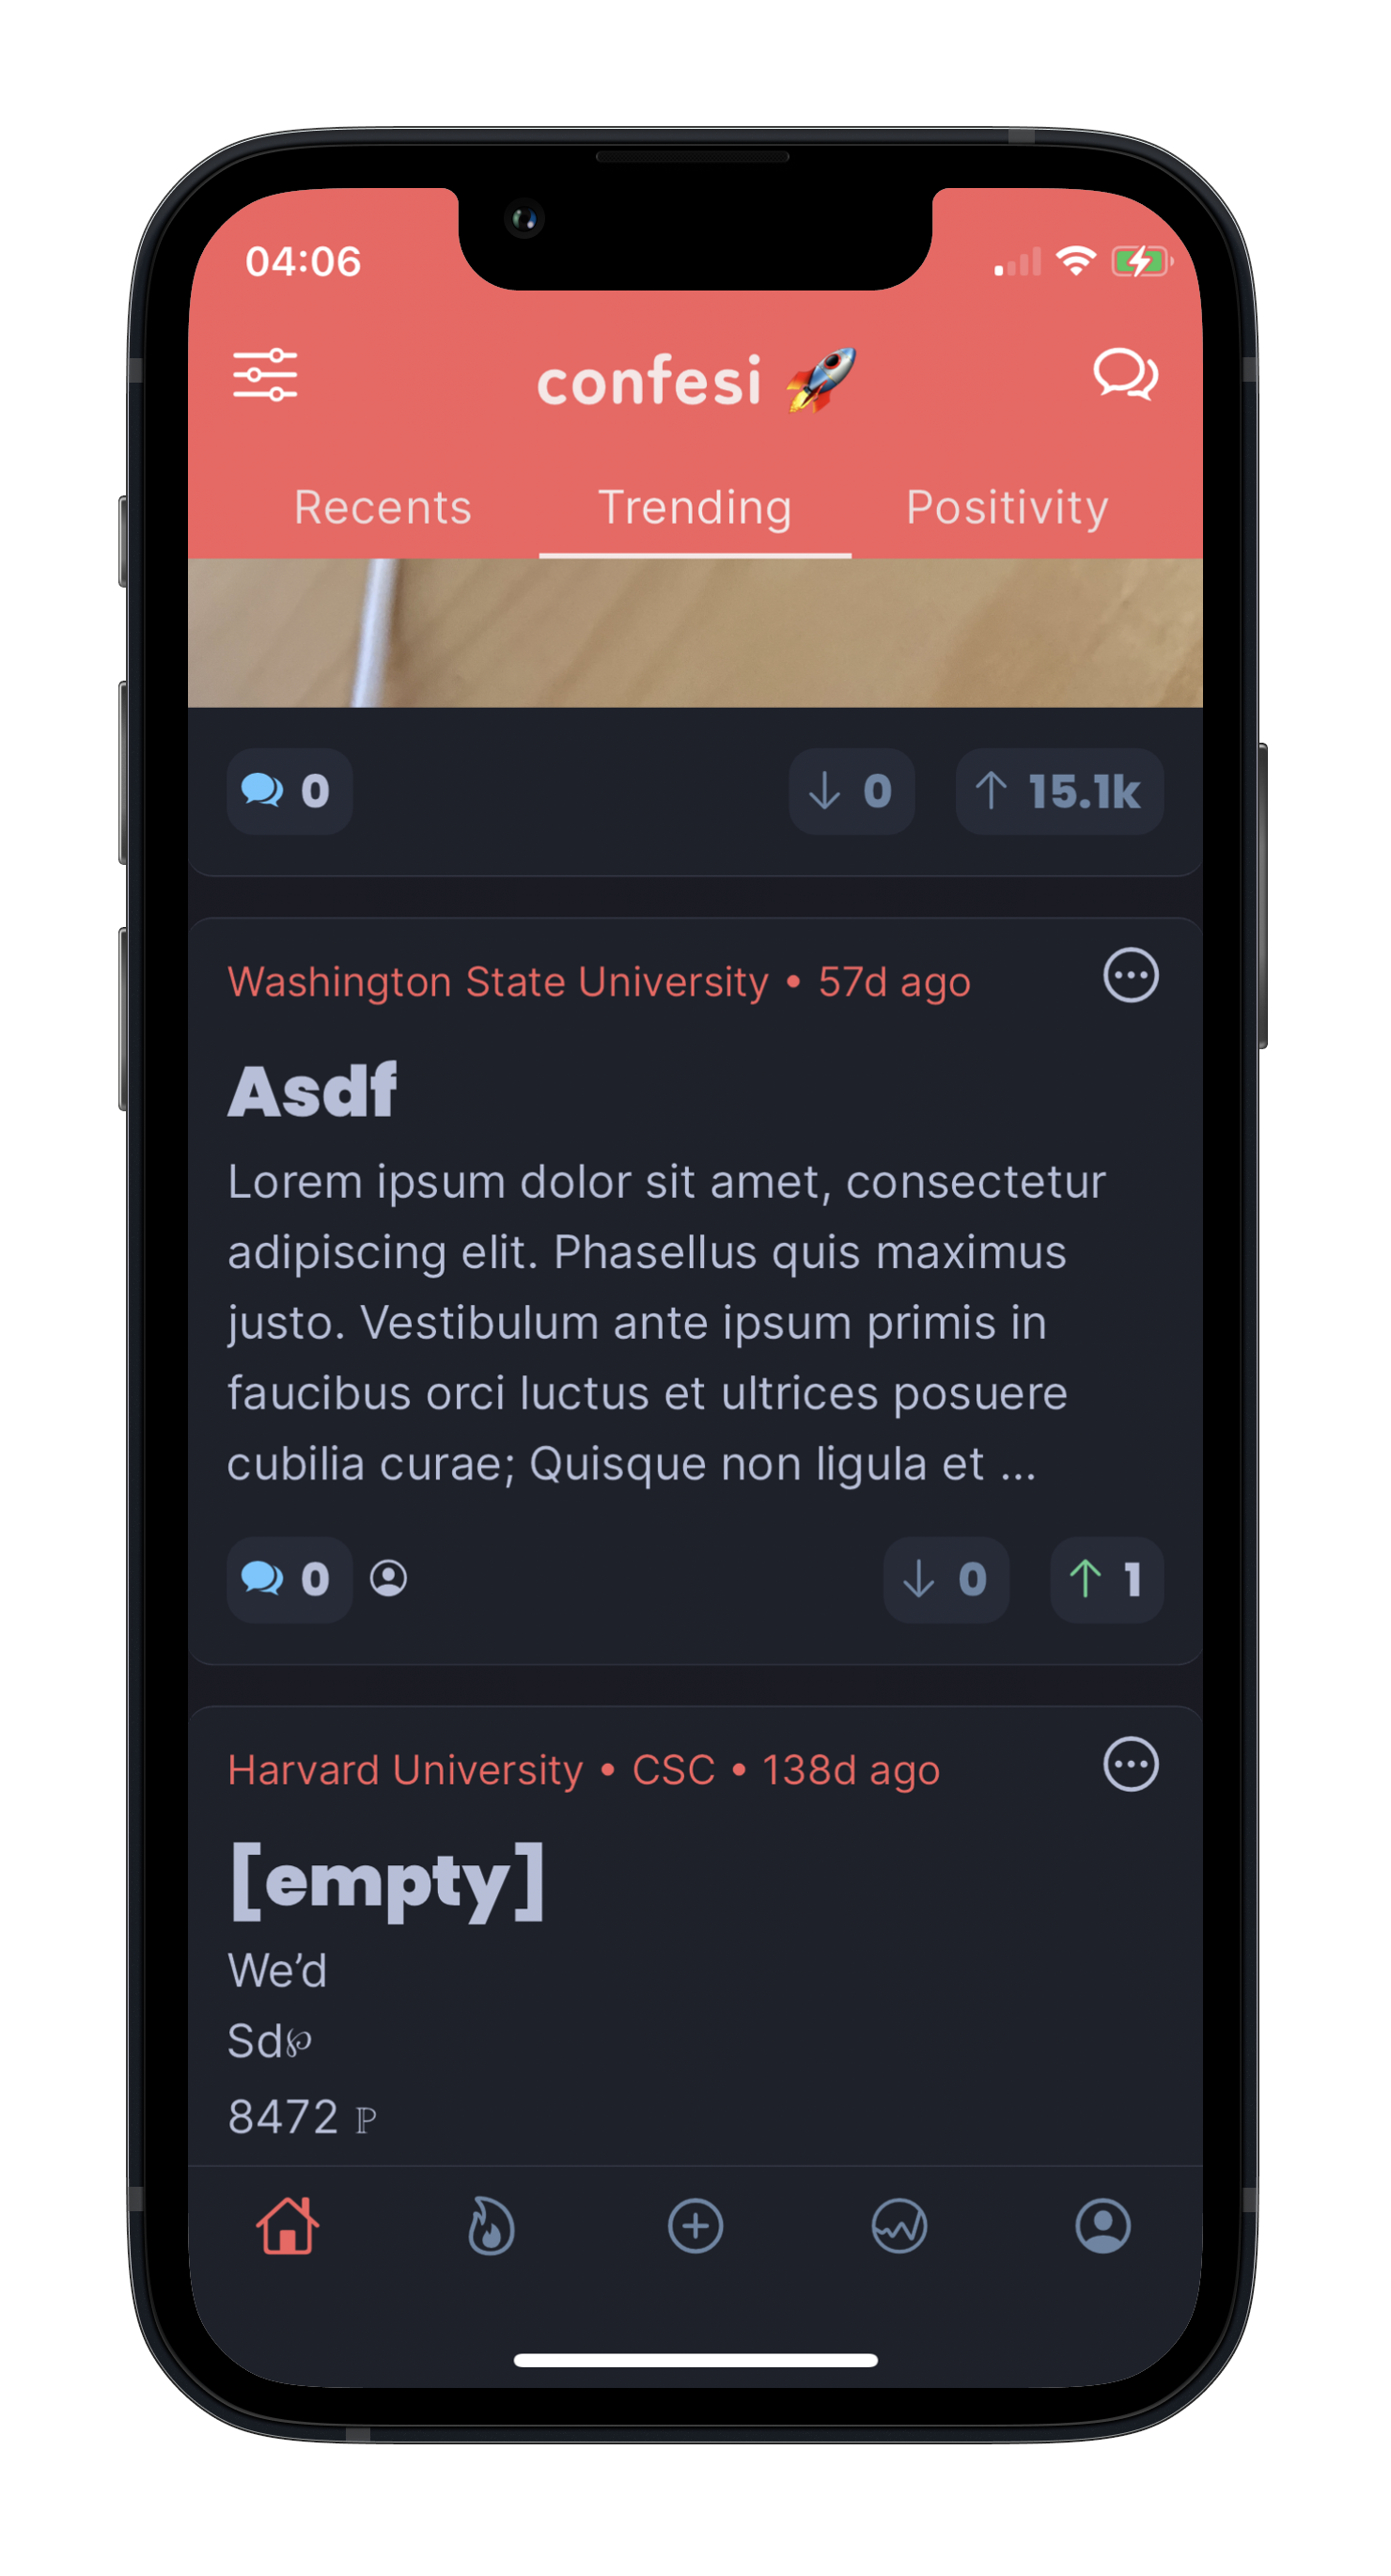 04:06
confesi 🚀
Recents Trending Positivity
0 0 15.1k
Washington State University • 57d ago
Asdf
Lorem ipsum dolor sit amet, consectetur
adipiscing elit. Phasellus quis maximus
justo. Vestibulum ante ipsum primis in
faucibus orci luctus et ultrices posuere
cubilia curae; Quisque non ligula et ...
0 0 1
Harvard University • CSC • 138d ago
[empty]
We’d
Sd℘
8472 ℙ